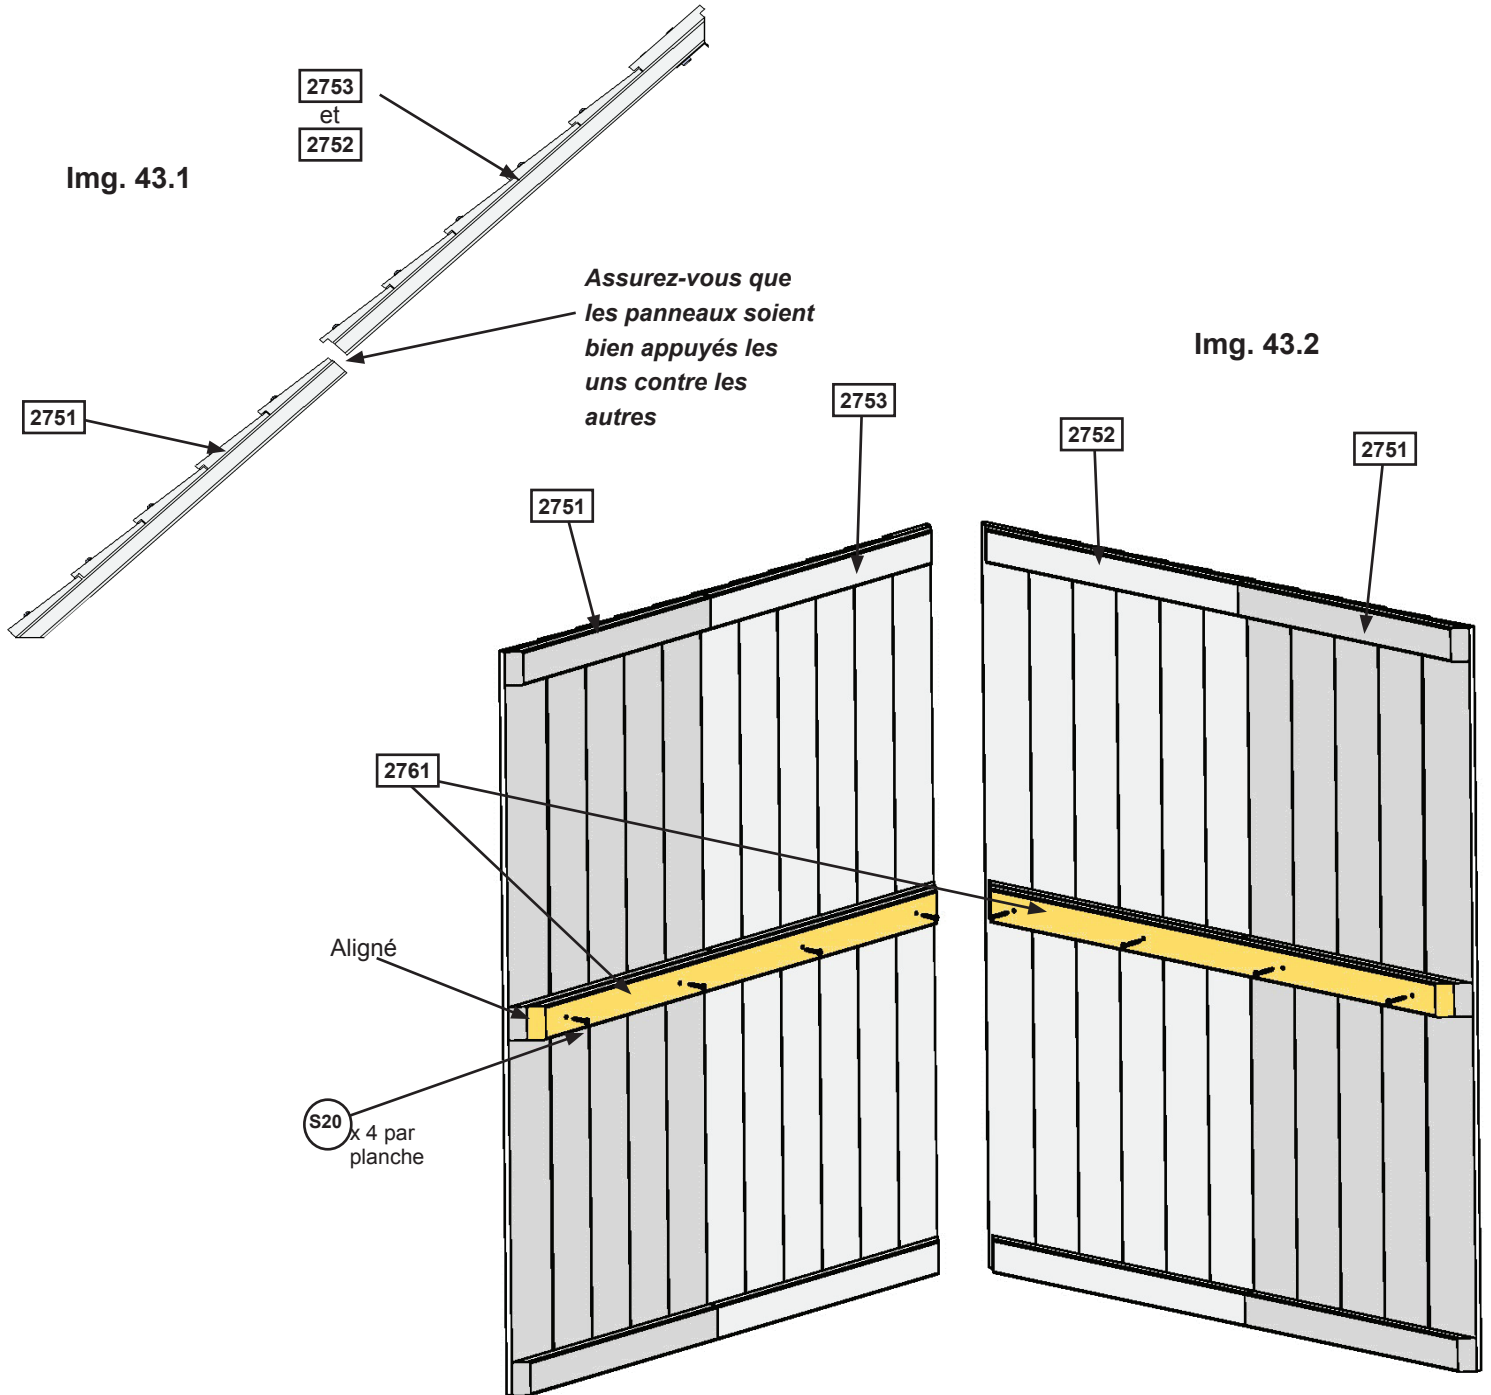 2753
et
2752
Img. 43.1
Assurez-vous que
les panneaux soient
bien appuyés les
uns contre les
autres
2751
Img. 43.2
2753
2752
2751
2751
2761
Aligné
S20
x 4 par
planche